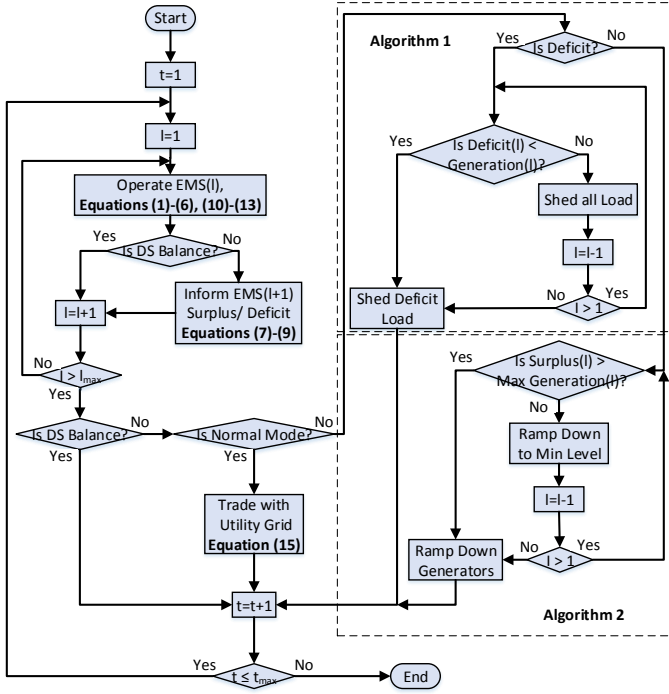 Start
t=1
l=1
Operate EMS(l),
Equations (1)-(6), (10)-(13)
Yes
Is DS Balance?
No
Inform EMS(l+1)
Surplus/ Deficit
Equations (7)-(9)
l=l+1
No
l > lmax
Yes
Is DS Balance?
No
Yes
Is Normal Mode?
No
Yes
Trade with
Utility Grid
Equation (15)
t=t+1
Yes
t ≤ tmax
No
End
Algorithm 1
Yes
Is Deficit?
No
Yes
Is Deficit(l) <
Generation(l)?
No
Shed all Load
l=l-1
No
l > 1
Yes
Shed Deficit
Load
Yes
Is Surplus(l) >
Max Generation(l)?
No
Ramp Down
to Min Level
l=l-1
No
l > 1
Yes
Ramp Down
Generators
Algorithm 2